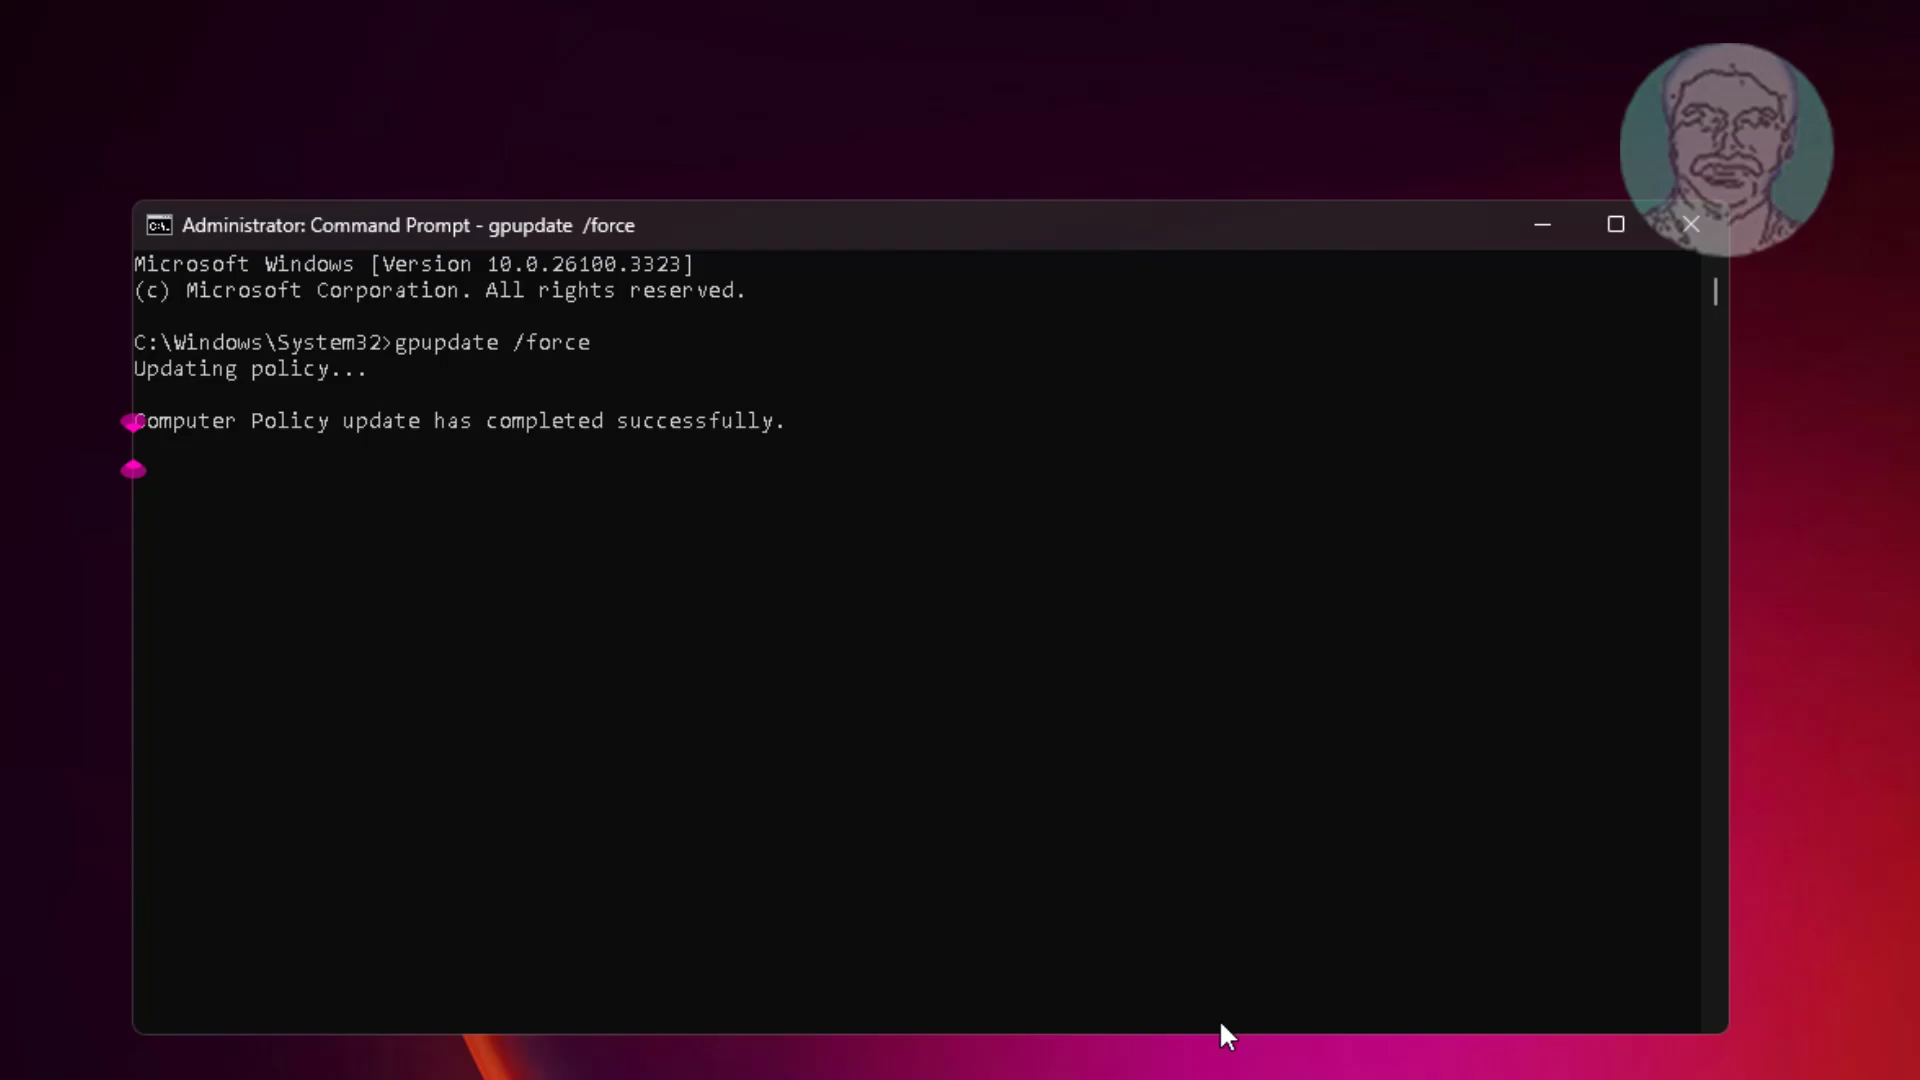 Administrator: Command Prompt - gpupdate /force
Microsoft Windows [Version 10.0.26100.3323]
(c) Microsoft Corporation. All rights reserved.
C:\Windows\System32>gpupdate /force
Updating policy...
Computer Policy update has completed successfully.